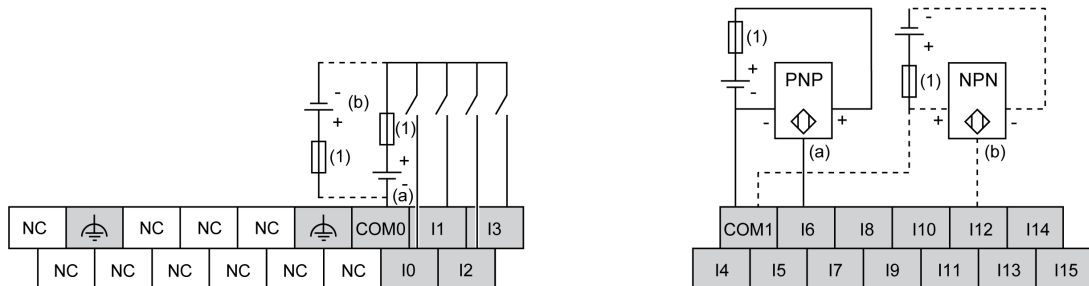 - (b) + (1) (1) + - (a)
NC NC NC NC COM0 I1 I3
NC NC NC NC NC NC I0 I2
(1) + - - + (1)
PNP NPN
- + + -
(a) (b)
COM1 I6 I8 I10 I12 I14
I4 I5 I7 I9 I11 I13 I15